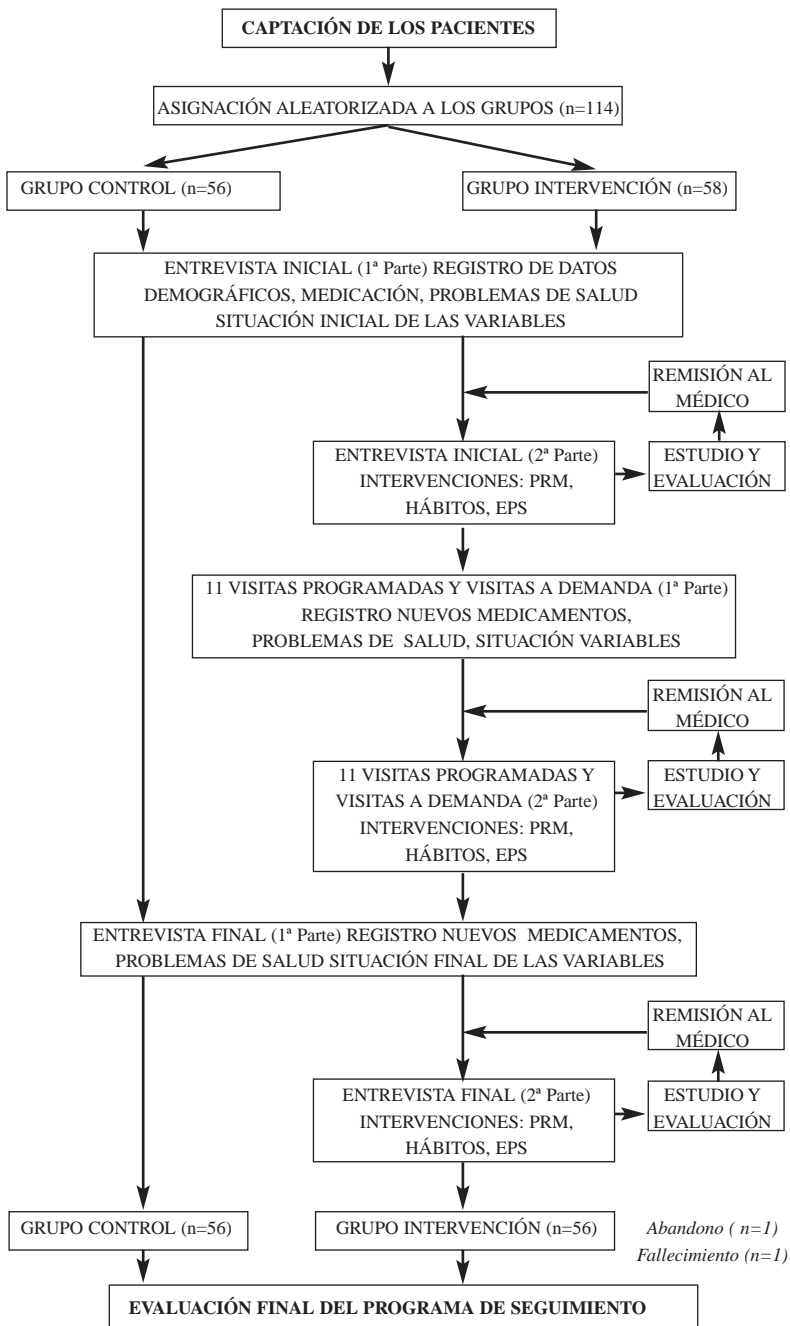 CAPTACIÓN DE LOS PACIENTES
ASIGNACIÓN ALEATORIZADA A LOS GRUPOS (n=114)
GRUPO CONTROL (n=56)
GRUPO INTERVENCIÓN (n=58)
ENTREVISTA INICIAL (1ª Parte) REGISTRO DE DATOS
DEMOGRÁFICOS, MEDICACIÓN, PROBLEMAS DE SALUD
SITUACIÓN INICIAL DE LAS VARIABLES
REMISIÓN AL
MÉDICO
ENTREVISTA INICIAL (2ª Parte)
INTERVENCIONES: PRM,
HÁBITOS, EPS
ESTUDIO Y
EVALUACIÓN
11 VISITAS PROGRAMADAS Y VISITAS A DEMANDA (1ª Parte)
REGISTRO NUEVOS MEDICAMENTOS,
PROBLEMAS DE SALUD, SITUACIÓN VARIABLES
REMISIÓN AL
MÉDICO
11 VISITAS PROGRAMADAS Y
VISITAS A DEMANDA (2ª Parte)
INTERVENCIONES: PRM,
HÁBITOS, EPS
ESTUDIO Y
EVALUACIÓN
ENTREVISTA FINAL (1ª Parte) REGISTRO NUEVOS MEDICAMENTOS,
PROBLEMAS DE SALUD SITUACIÓN FINAL DE LAS VARIABLES
REMISIÓN AL
MÉDICO
ENTREVISTA FINAL (2ª Parte)
INTERVENCIONES: PRM,
HÁBITOS, EPS
ESTUDIO Y
EVALUACIÓN
GRUPO CONTROL (n=56)
GRUPO INTERVENCIÓN (n=56)
Abandono ( n=1)
Fallecimiento (n=1)
EVALUACIÓN FINAL DEL PROGRAMA DE SEGUIMIENTO